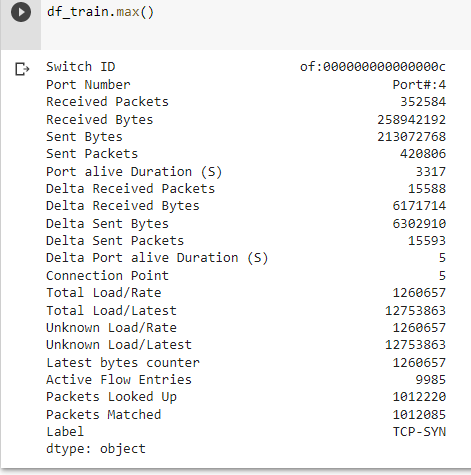 df_train.max()
Switch ID of:000000000000000c
Port Number Port#:4
Received Packets 352584
Received Bytes 258942192
Sent Bytes 213072768
Sent Packets 420806
Port alive Duration (S) 3317
Delta Received Packets 15588
Delta Received Bytes 6171714
Delta Sent Bytes 6302910
Delta Sent Packets 15593
Delta Port alive Duration (S) 5
Connection Point 5
Total Load/Rate 1260657
Total Load/Latest 12753863
Unknown Load/Rate 1260657
Unknown Load/Latest 12753863
Latest bytes counter 1260657
Active Flow Entries 9985
Packets Looked Up 1012220
Packets Matched 1012085
Label TCP-SYN
dtype: object